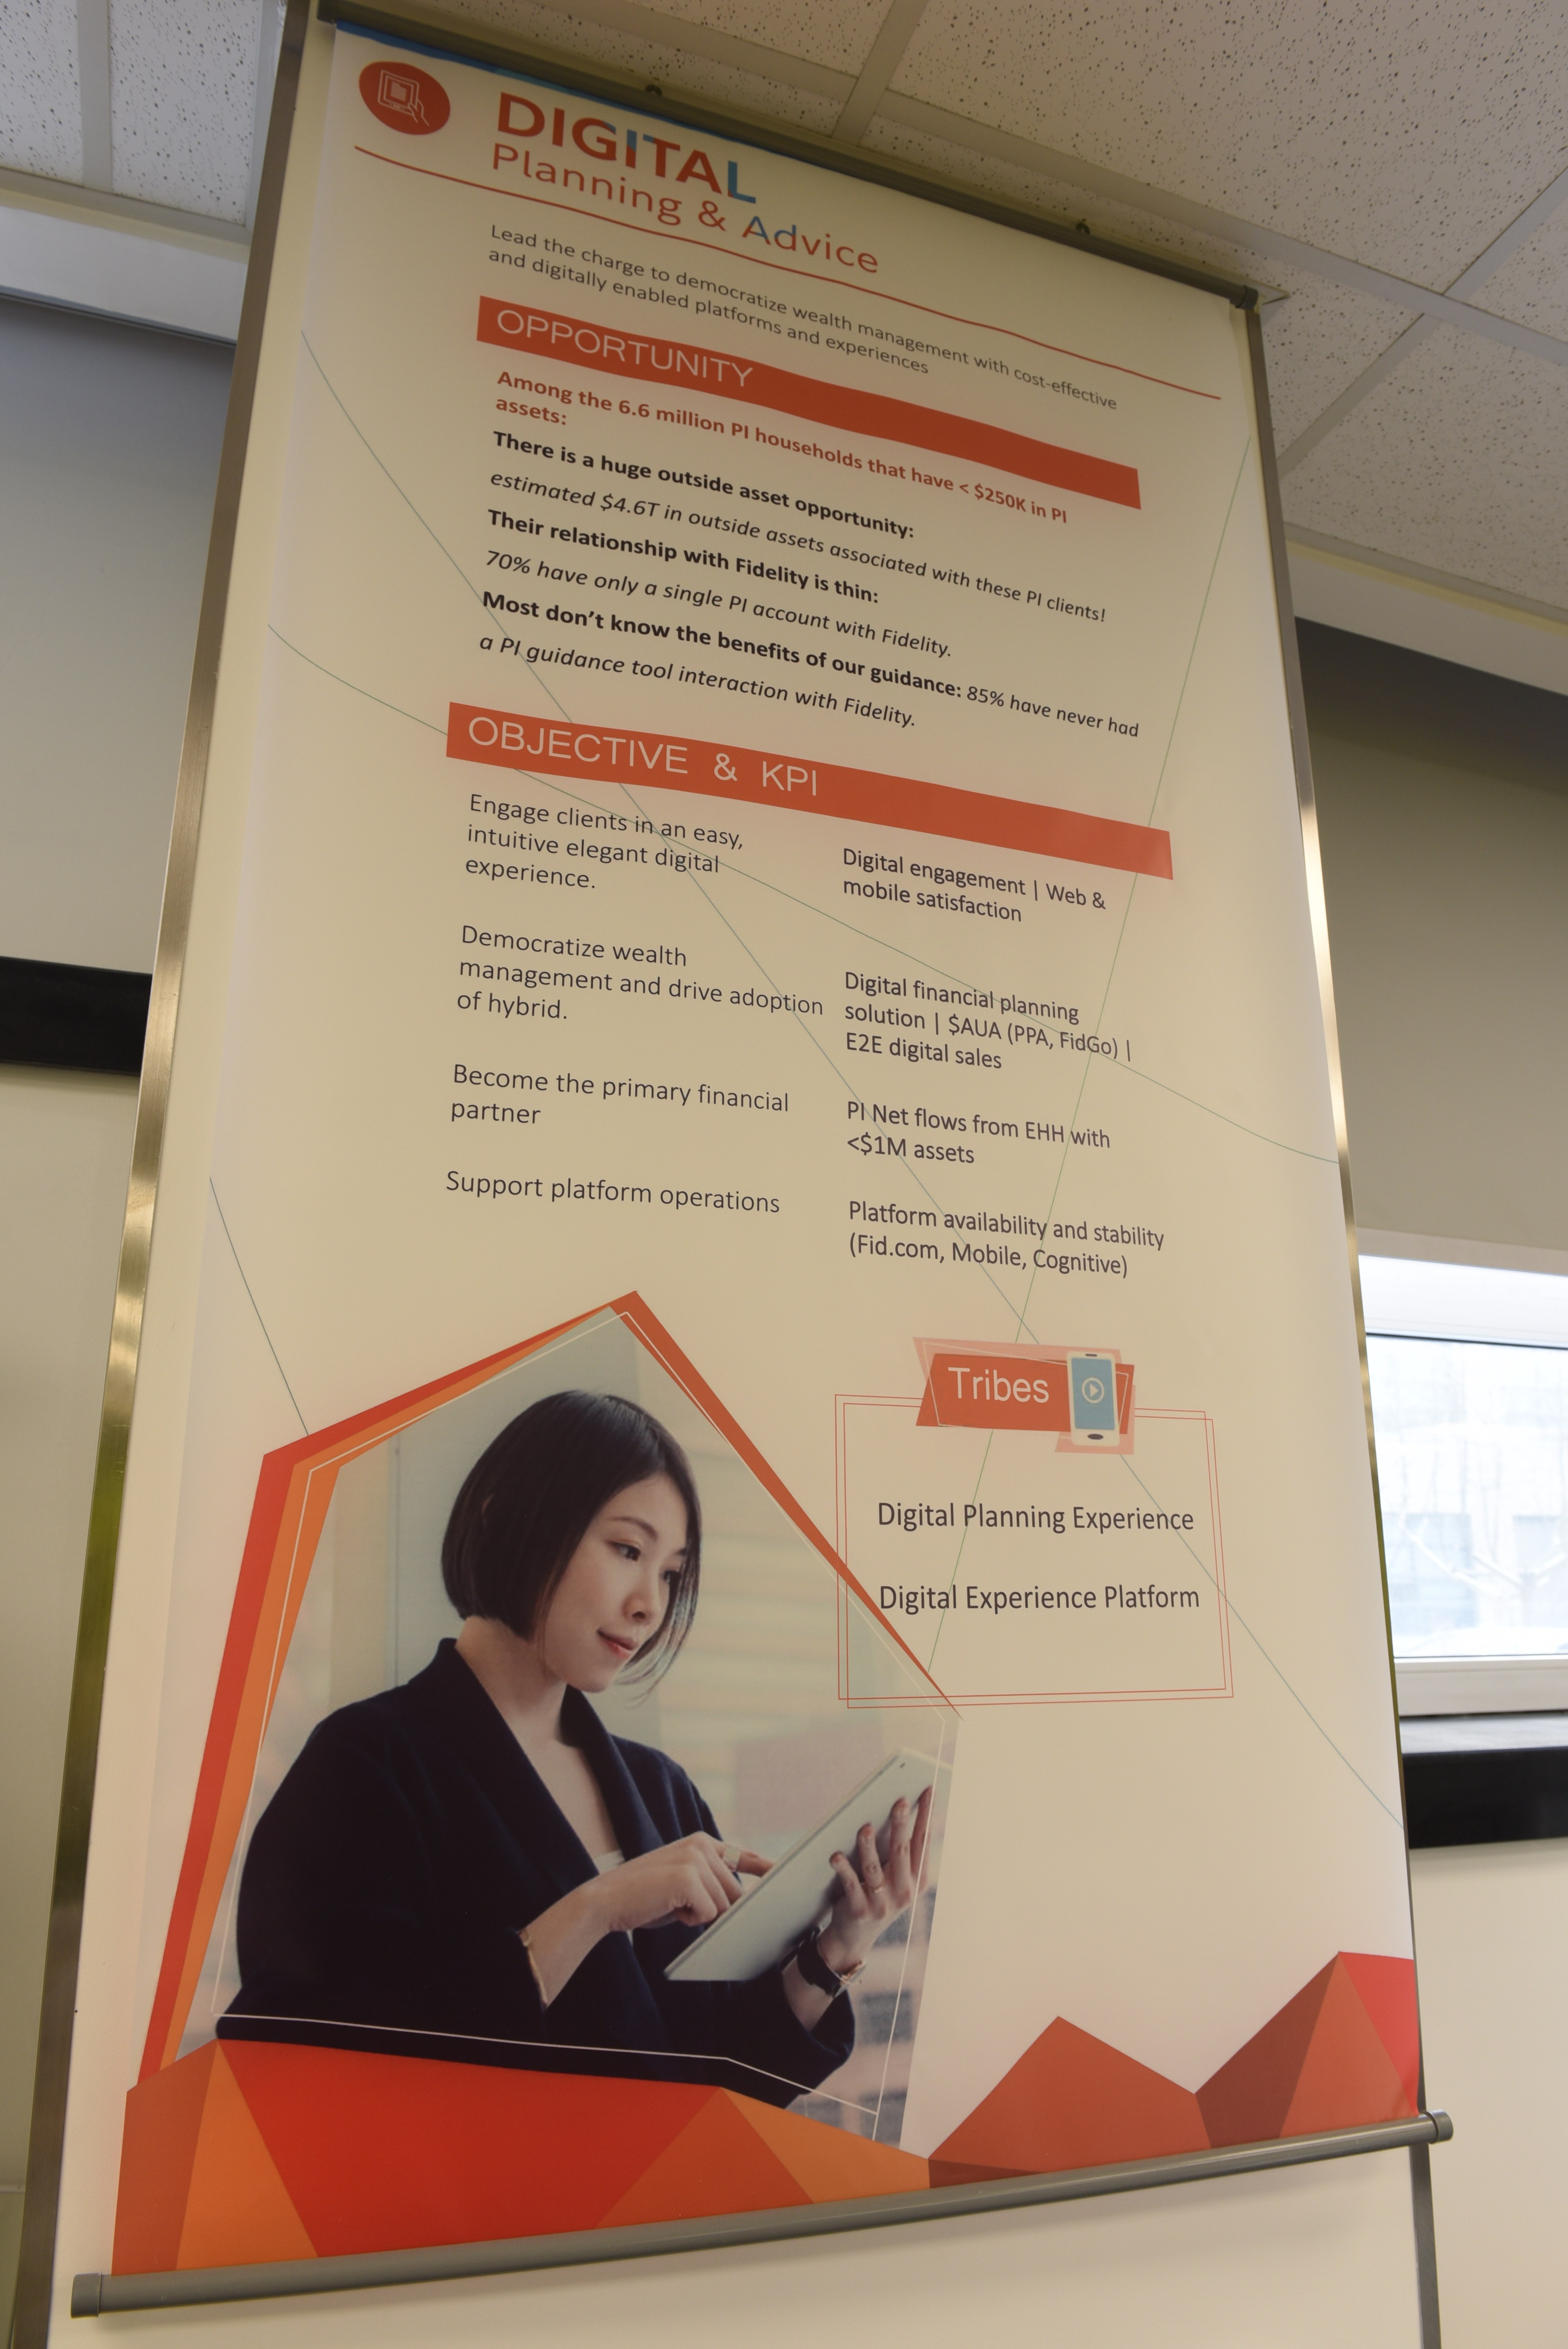 DIGITAL
Planning & Advice
Lead the charge to democratize wealth management with cost-effective
and digitally enabled platforms and experiences
OPPORTUNITY
Among the 6.6 million PI households that have < $250K in PI
assets:
There is a huge outside asset opportunity:
estimated $4.6T in outside assets associated with these PI clients!
Their relationship with Fidelity is thin:
70% have only a single PI account with Fidelity.
Most don't know the benefits of our guidance: 85% have never had
a PI guidance tool interaction with Fidelity.
OBJECTIVE & KPI
Engage clients in an easy,
intuitive elegant digital
experience.
Digital engagement | Web &
mobile satisfaction
Democratize wealth
management and drive adoption
of hybrid.
Digital financial planning
solution | $AUA (PPA, FidGo) |
E2E digital sales
Become the primary financial
partner
PI Net flows from EHH with
<$1M assets
Support platform operations
Platform availability and stability
(Fid.com, Mobile, Cognitive)
Tribes
Digital Planning Experience
Digital Experience Platform